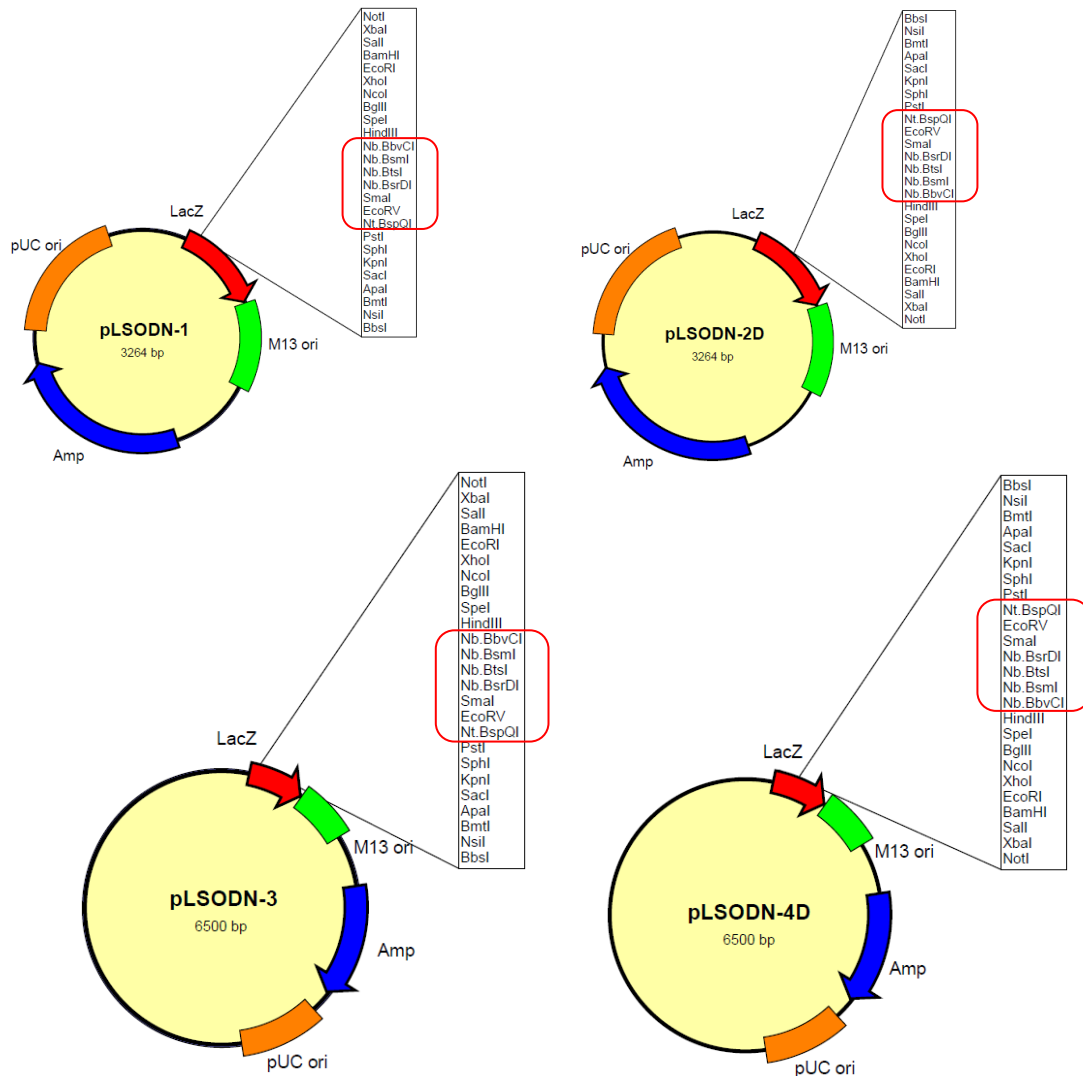 NotI
XbaI
SalI
BamHI
EcoRI
XhoI
NcoI
BglII
SpeI
HindIII
Nb.BbvCI
Nb.BsmI
Nb.BtsI
Nb.BsrDI
SmaI
EcoRV
Nt.BspQI
PstI
SphI
KpnI
SacI
ApaI
BmtI
NsiI
BbsI
LacZ
pUC ori
pLSODN-1
3264 bp
M13 ori
Amp
BbsI
NsiI
BmtI
ApaI
SacI
KpnI
SphI
PstI
Nt.BspQI
EcoRV
SmaI
Nb.BsrDI
Nb.BtsI
Nb.BsmI
Nb.BbvCI
HindIII
SpeI
BglII
NcoI
XhoI
EcoRI
BamHI
SalI
XbaI
NotI
LacZ
pUC ori
pLSODN-2D
3264 bp
M13 ori
Amp
NotI
XbaI
SalI
BamHI
EcoRI
XhoI
NcoI
BglII
SpeI
HindIII
Nb.BbvCI
Nb.BsmI
Nb.BtsI
Nb.BsrDI
SmaI
EcoRV
Nt.BspQI
PstI
SphI
KpnI
SacI
ApaI
BmtI
NsiI
BbsI
LacZ
M13 ori
pLSODN-3
6500 bp
Amp
pUC ori
BbsI
NsiI
BmtI
ApaI
SacI
KpnI
SphI
PstI
Nt.BspQI
EcoRV
SmaI
Nb.BsrDI
Nb.BtsI
Nb.BsmI
Nb.BbvCI
HindIII
SpeI
BglII
NcoI
XhoI
EcoRI
BamHI
SalI
XbaI
NotI
LacZ
M13 ori
pLSODN-4D
6500 bp
Amp
pUC ori